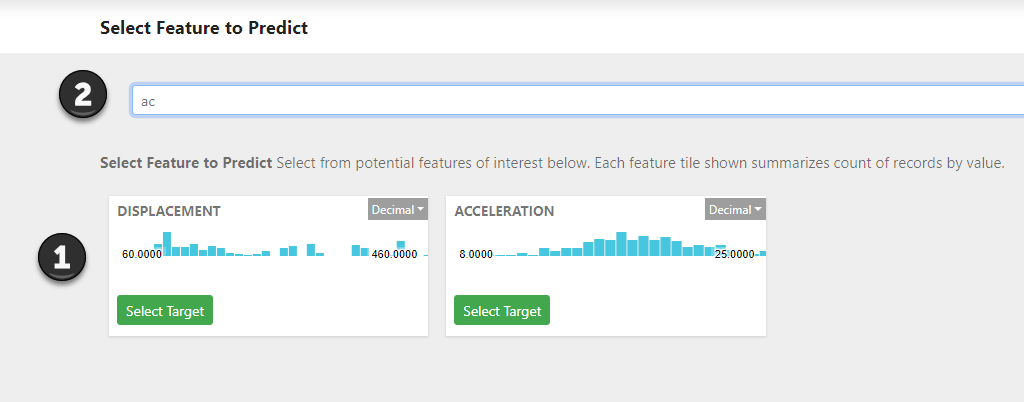 Select Feature to Predict
2
ac
Select Feature to Predict Select from potential features of interest below. Each feature tile shown summarizes count of records by value.
1
DISPLACEMENT Decimal
60.0000 460.0000
Select Target
ACCELERATION Decimal
8.0000 25.0000
Select Target